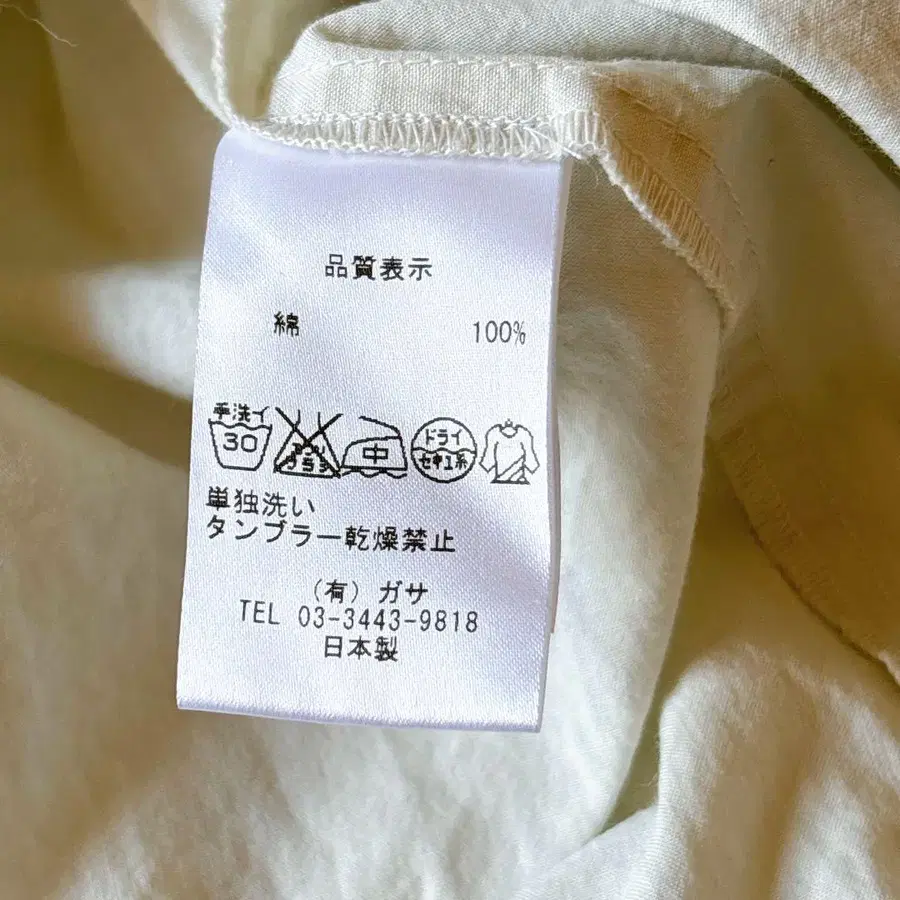 品質表示
綿 100%
手洗イ
30
中
ドライ
セキユ系
単独洗い
タンブラー乾燥禁止
(有) ガサ
TEL 03-3443-9818
日本製